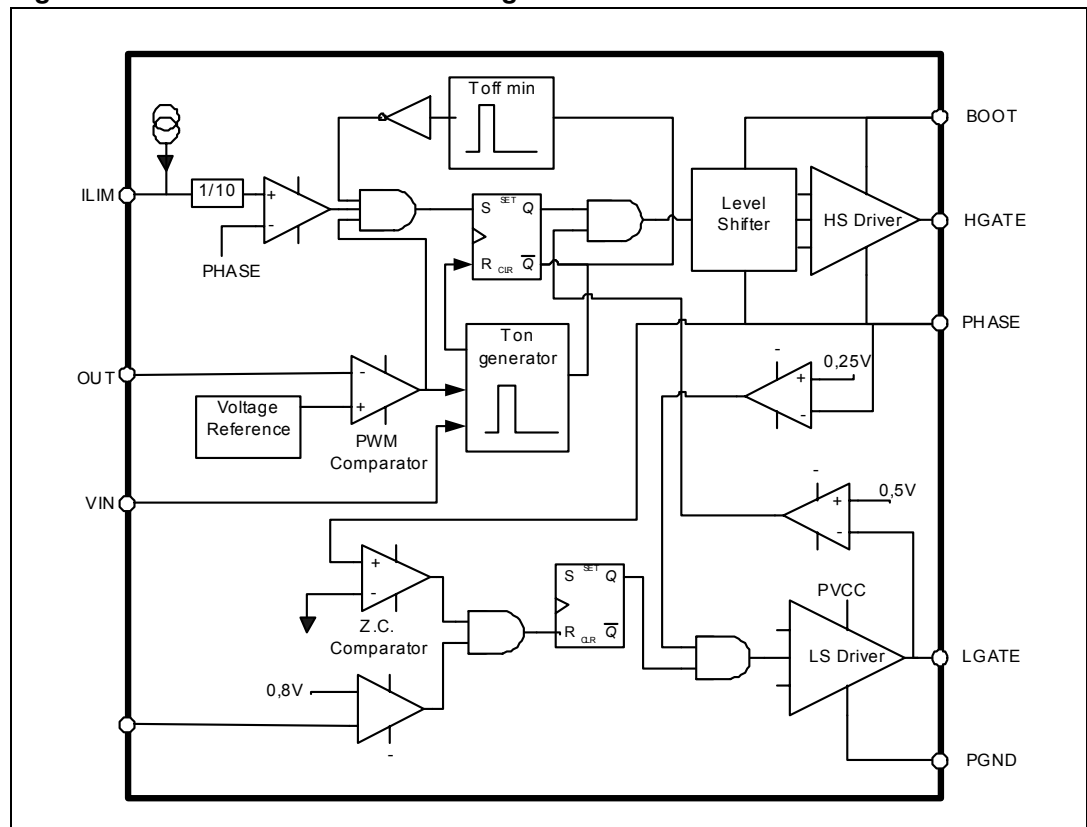 Toff min
BOOT
ILIM
1/10
+
-
PHASE
S SET Q
R CLR Q
Level
Shifter
HS Driver
HGATE
PHASE
Ton
generator
OUT
-
+
Voltage
Reference
PWM
Comparator
-
0,25V
+
-
VIN
-
0,5V
+
-
+
-
Z.C.
Comparator
S SET Q
R CLR Q
PVCC
LS Driver
LGATE
0,8V
-
PGND